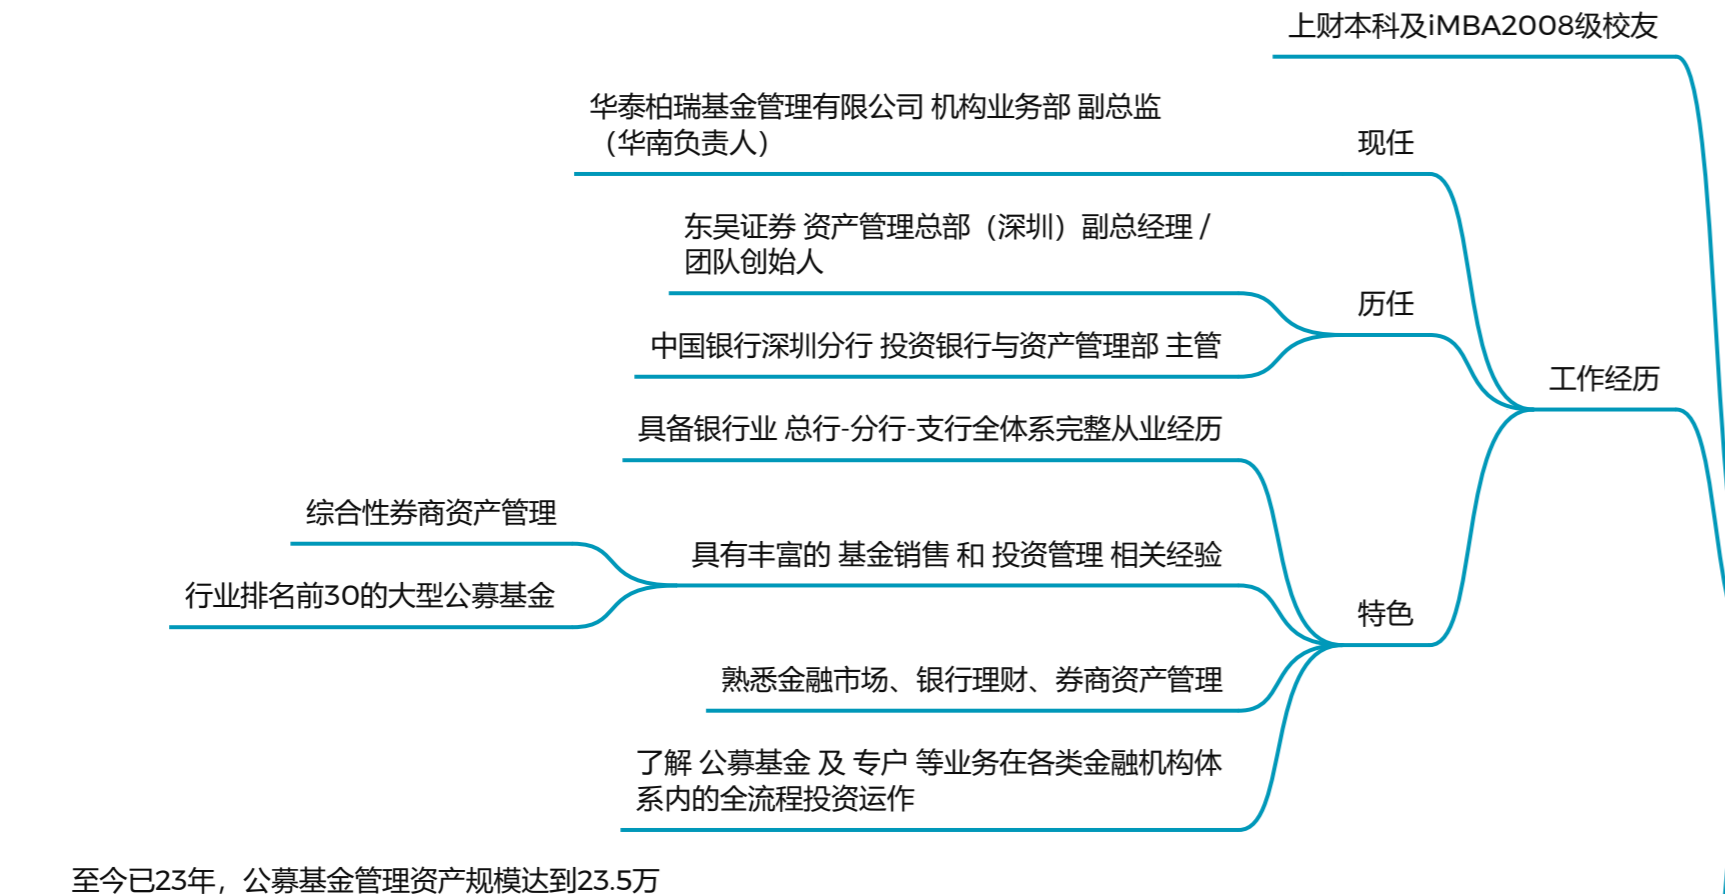 上财本科及iMBA2008级校友
华泰柏瑞基金管理有限公司 机构业务部 副总监
（华南负责人）
现任
东吴证券 资产管理总部（深圳）副总经理 /
团队创始人
历任
中国银行深圳分行 投资银行与资产管理部 主管
工作经历
具备银行业 总行-分行-支行全体系完整从业经历
综合性券商资产管理
具有丰富的 基金销售 和 投资管理 相关经验
行业排名前30的大型公募基金
特色
熟悉金融市场、银行理财、券商资产管理
了解 公募基金 及 专户 等业务在各类金融机构体
系内的全流程投资运作
至今已23年，公募基金管理资产规模达到23.5万